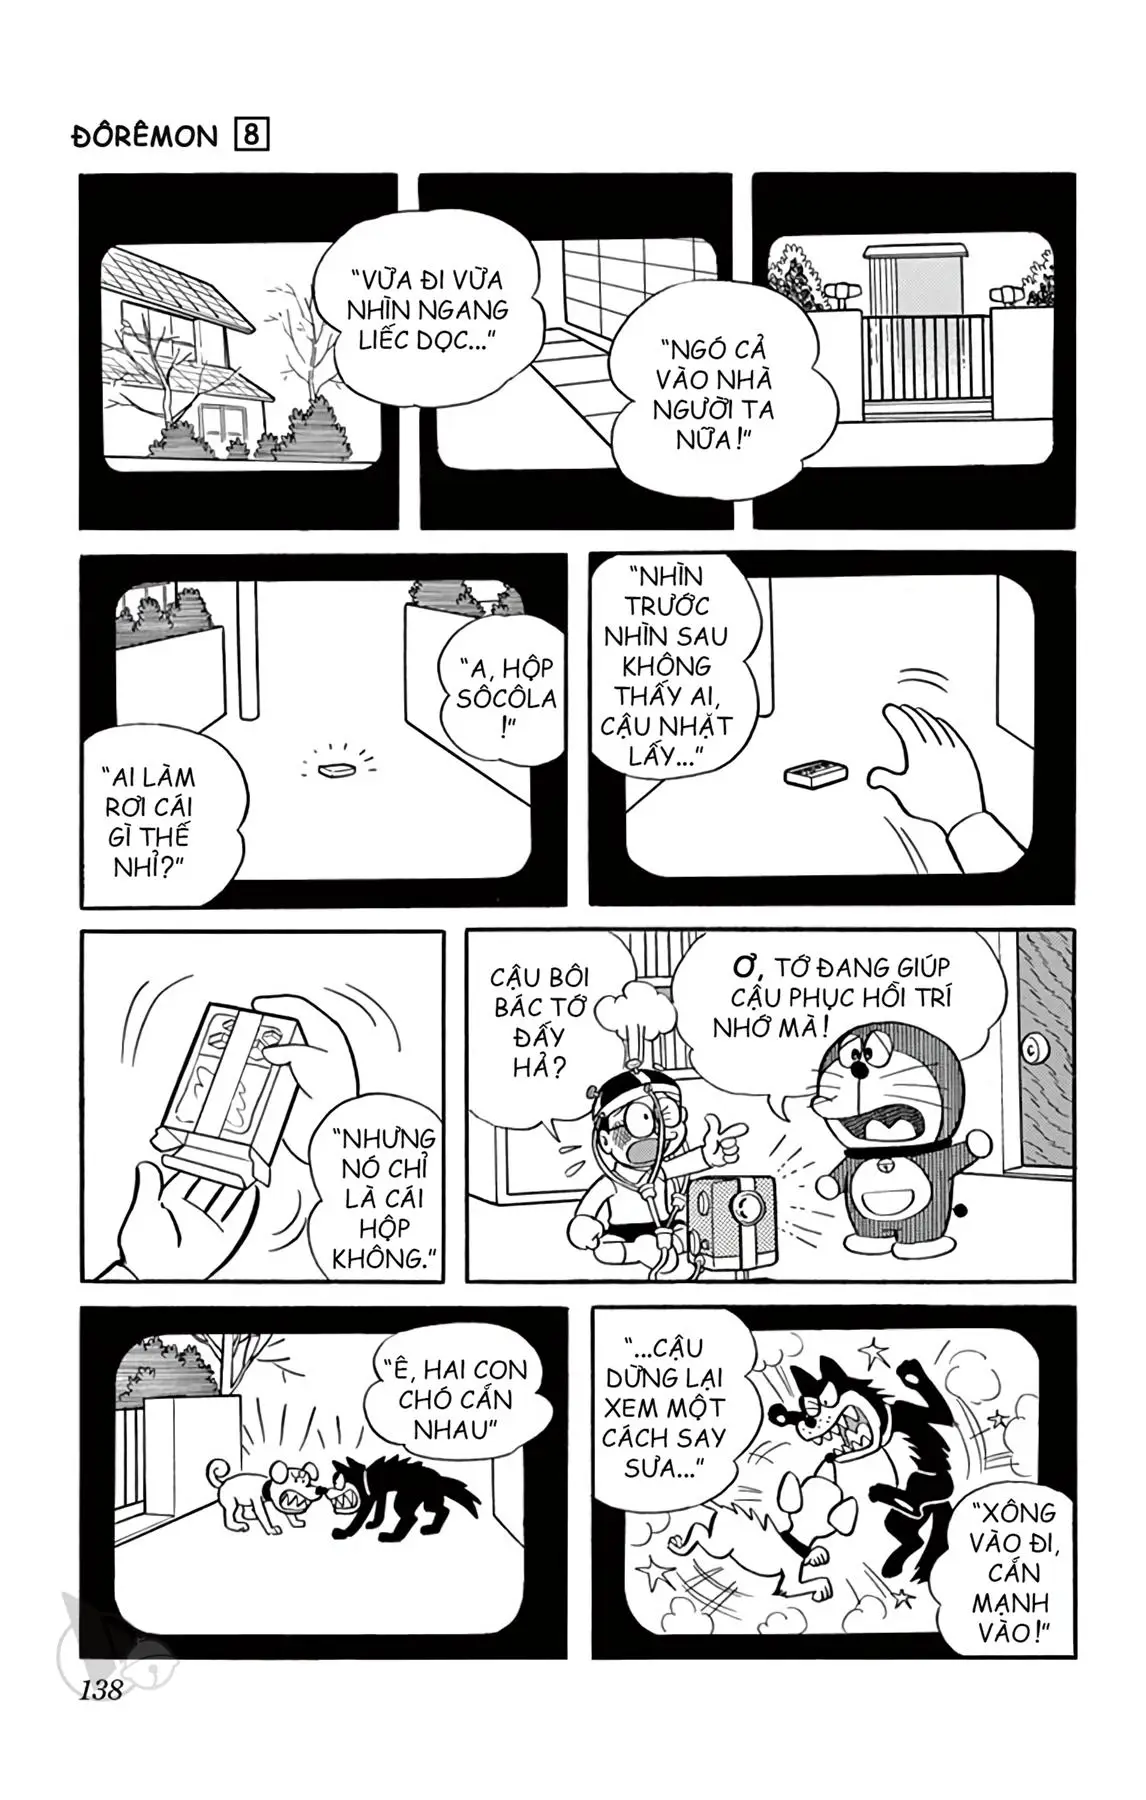 ĐÔRÊMON 8
"VỪA ĐI VỪA
NHÌN NGANG
LIẾC DỌC..."
"NGÓ CẢ
VÀO NHÀ
NGƯỜI TA
NỮA!"
"A, HỘP
SÔCÔLA
!"
"AI LÀM
RƠI CÁI
GÌ THẾ
NHỈ?"
"NHÌN
TRƯỚC
NHÌN SAU
KHÔNG
THẤY AI,
CẬU NHẶT
LẤY..."
"NHƯNG
NÓ CHỈ
LÀ CÁI
HỘP
KHÔNG."
CẬU BÔI
BÁC TỚ
ĐẤY
HẢ?
Ơ, TỚ ĐANG GIÚP
CẬU PHỤC HỒI TRÍ
NHỚ MÀ!
"Ê, HAI CON
CHÓ CẮN
NHAU"
"...CẬU
DỪNG LẠI
XEM MỘT
CÁCH SAY
SƯA..."
"XÔNG
VÀO ĐI,
CẮN
MẠNH
VÀO!"
138